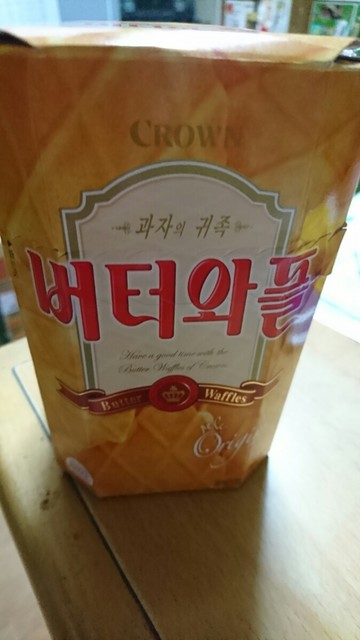 CROWN
과자의 귀족
버터와플
Have a good time with the
Butter Waffles of Crown
Butter Waffles
Origi